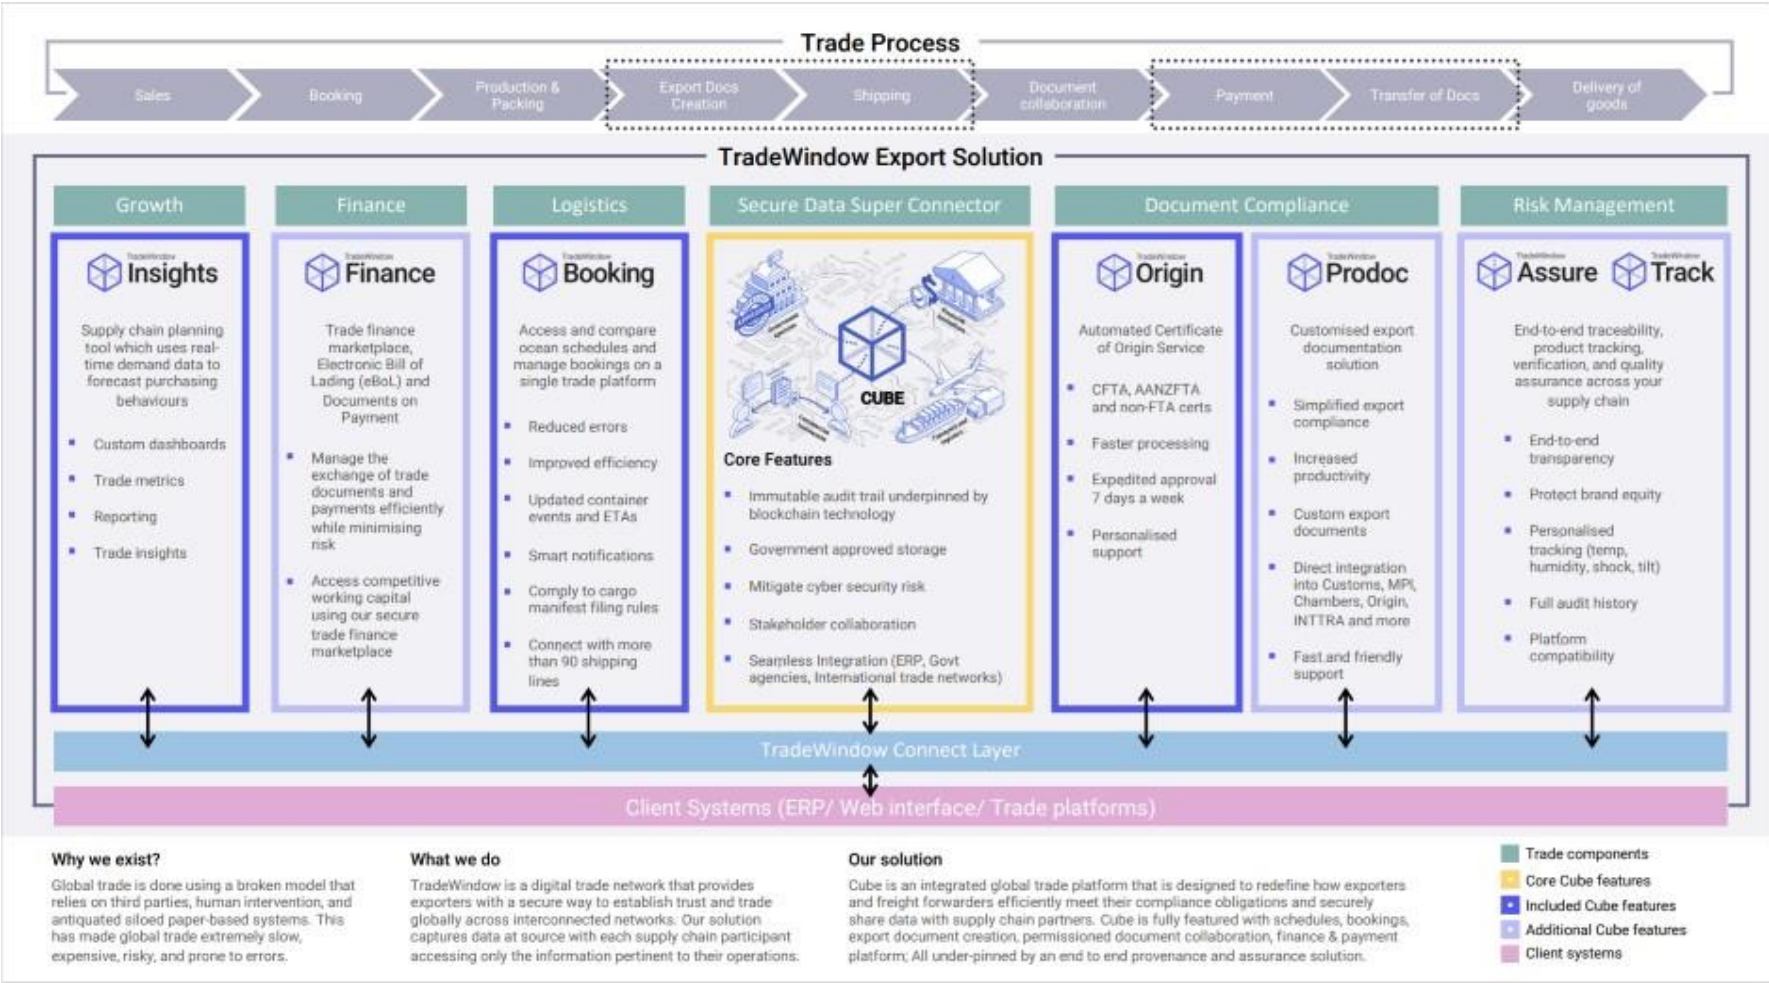 Trade Process
Sales
Booking
Production &
Packing
Export Docs
Creation
Shipping
Document
collaboration
Payment
Transfer of Docs
Delivery of
goods
TradeWindow Export Solution
Growth
Finance
Logistics
Secure Data Super Connector
Document Compliance
Risk Management
TradeWindow
Insights
Supply chain planning
tool which uses real-
time demand data to
forecast purchasing
behaviours
Custom dashboards
Trade metrics
Reporting
Trade insights
TradeWindow
Finance
Trade finance
marketplace,
Electronic Bill of
Lading (eBoL) and
Documents on
Payment
Manage the
exchange of trade
documents and
payments efficiently
while minimising
risk
Access competitive
working capital
using our secure
trade finance
marketplace
TradeWindow
Booking
Access and compare
ocean schedules and
manage bookings on a
single trade platform
Reduced errors
Improved efficiency
Updated container
events and ETAs
Smart notifications
Comply to cargo
manifest filing rules
Connect with more
than 90 shipping
lines
CUBE
Core Features
Immutable audit trail underpinned by
blockchain technology
Government approved storage
Mitigate cyber security risk
Stakeholder collaboration
Seamless Integration (ERP, Govt
agencies, International trade networks)
TradeWindow
Origin
Automated Certificate
of Origin Service
CFTA, AANZFTA
and non-FTA certs
Faster processing
Expedited approval
7 days a week
Personalised
support
TradeWindow
Prodoc
Customised export
documentation
solution
Simplified export
compliance
Increased
productivity
Custom export
documents
Direct integration
into Customs, MPI,
Chambers, Origin,
INTTRA and more
Fast and friendly
support
TradeWindow
Assure
TradeWindow
Track
End-to-end traceability,
product tracking,
verification, and quality
assurance across your
supply chain
End-to-end
transparency
Protect brand equity
Personalised
tracking (temp,
humidity, shock, tilt)
Full audit history
Platform
compatibility
TradeWindow Connect Layer
Client Systems (ERP/ Web interface/ Trade platforms)
Why we exist?
Global trade is done using a broken model that
relies on third parties, human intervention, and
antiquated siloed paper-based systems. This
has made global trade extremely slow,
expensive, risky, and prone to errors.
What we do
TradeWindow is a digital trade network that provides
exporters with a secure way to establish trust and trade
globally across interconnected networks. Our solution
captures data at source with each supply chain participant
accessing only the information pertinent to their operations.
Our solution
Cube is an integrated global trade platform that is designed to redefine how exporters
and freight forwarders efficiently meet their compliance obligations and securely
share data with supply chain partners. Cube is fully featured with schedules, bookings,
export document creation, permissioned document collaboration, finance & payment
platform; All under-pinned by an end to end provenance and assurance solution.
Trade components
Core Cube features
Included Cube features
Additional Cube features
Client systems